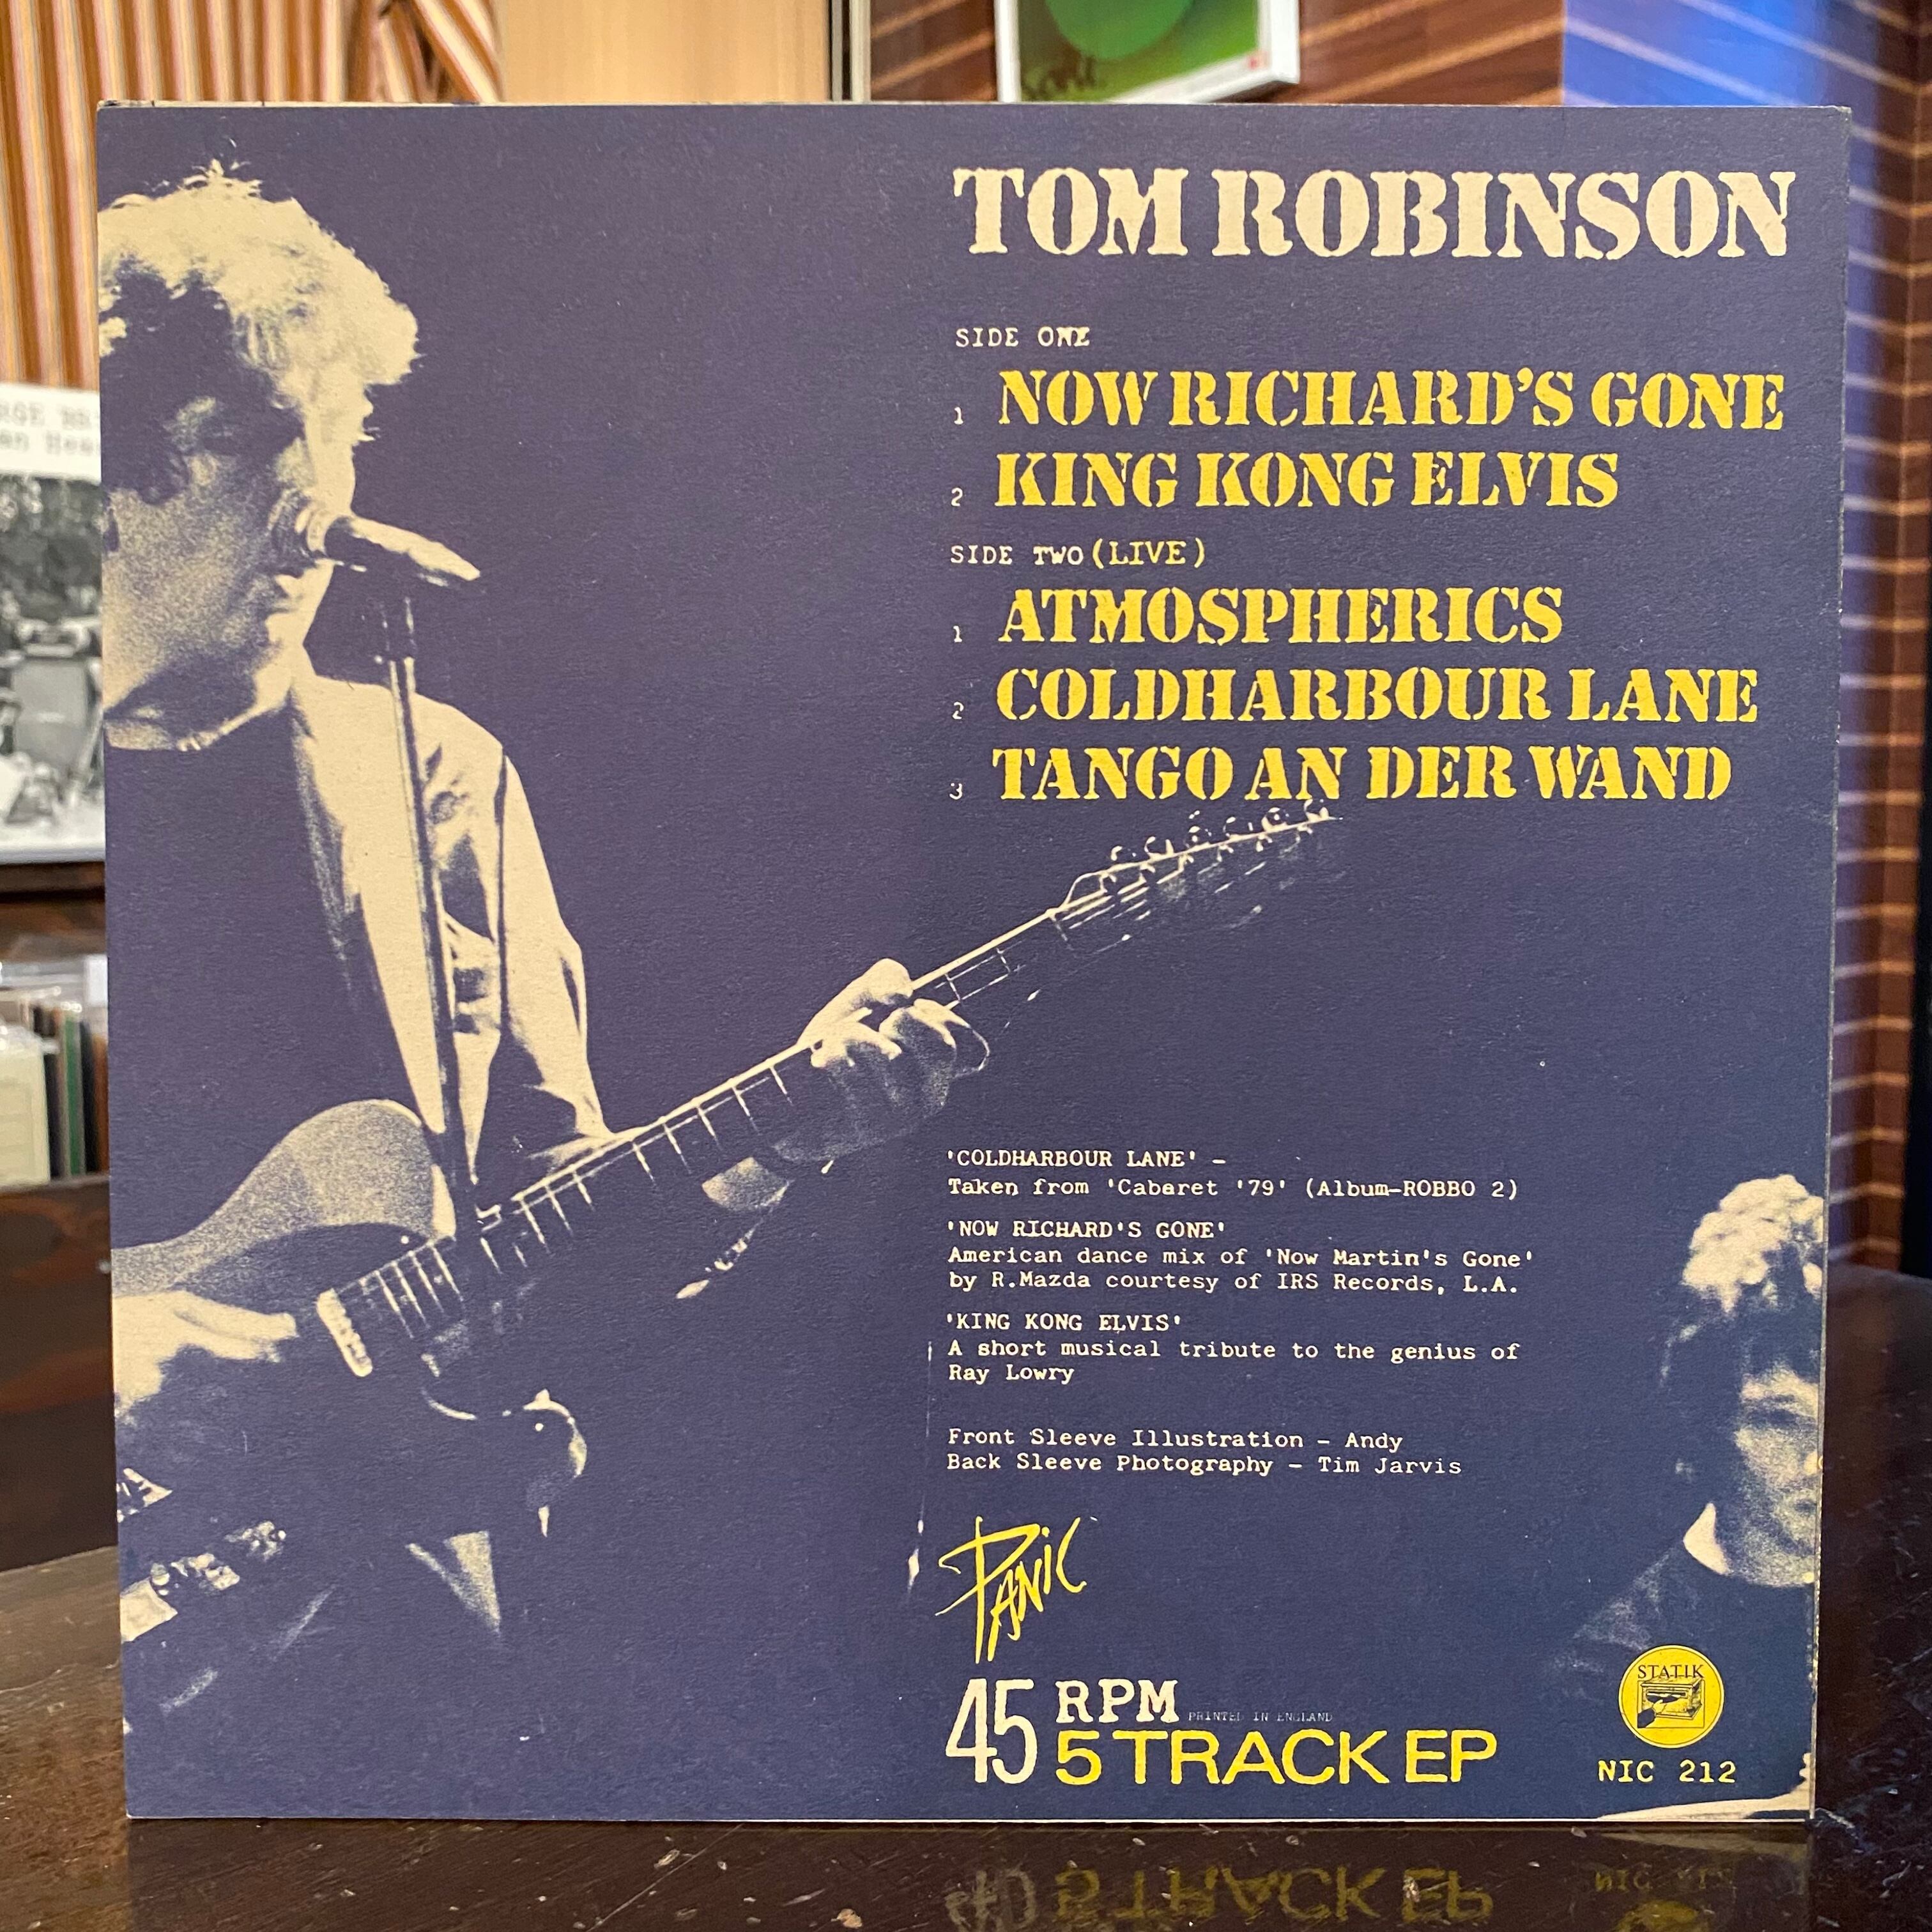 TOM ROBINSON
SIDE ONE
1 NOW RICHARD'S GONE
2 KING KONG ELVIS
SIDE TWO (LIVE)
1 ATMOSPHERICS
2 COLDHARBOUR LANE
3 TANGO AN DER WAND
'COLDHARBOUR LANE' -
Taken from 'Cabaret '79' (Album-ROBBO 2)
'NOW RICHARD'S GONE'
American dance mix of 'Now Martin's Gone'
by R.Mazda courtesy of IRS Records, L.A.
'KING KONG ELVIS'
A short musical tribute to the genius of
Ray Lowry
Front Sleeve Illustration - Andy
Back Sleeve Photography - Tim Jarvis
PANIC
45 RPM PRINTED IN ENGLAND
5 TRACK EP
STATIK
NIC 212